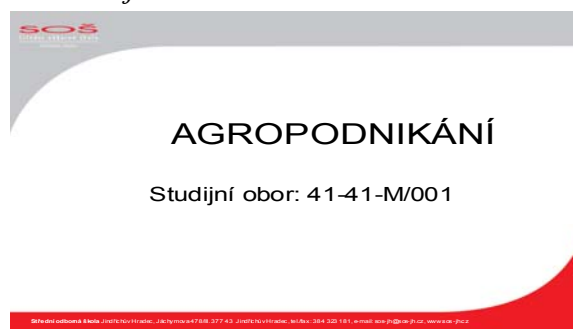 SOŠ
AGROPODNIKÁNÍ
Studijní obor: 41-41-M/001
Střední odborná škola Jindřichův Hradec, Jáchymova 478/II. 377 43 Jindřichův Hradec, tel./fax: 384 323 181, e-mail: sos-jh@sos-jh.cz, www.sos-jh.cz